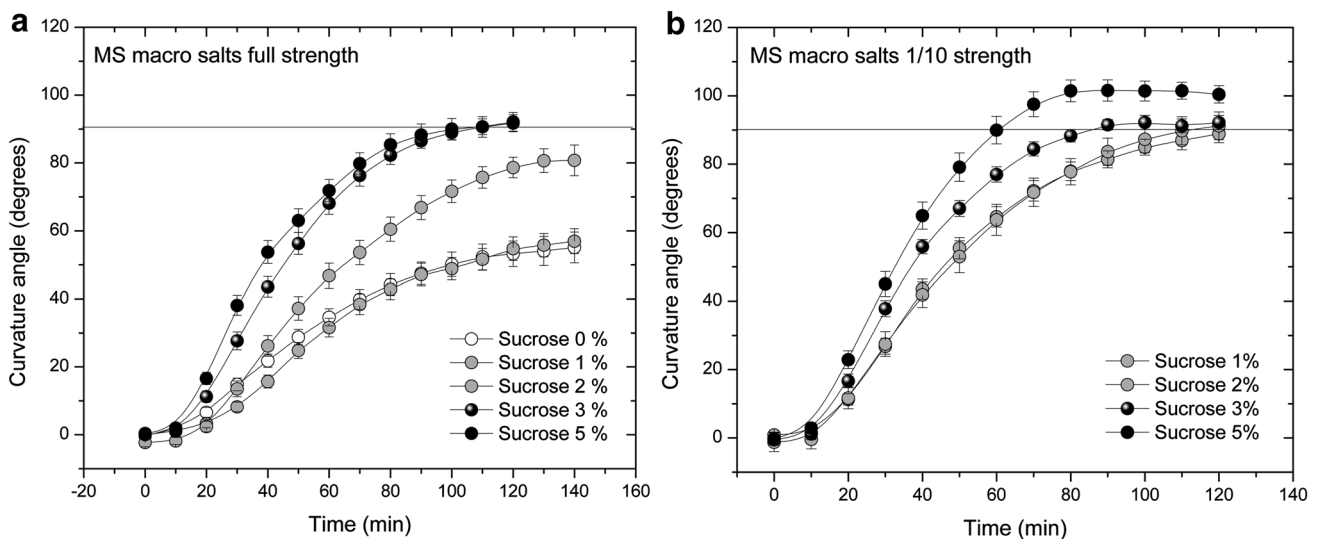 a
MS macro salts full strength
Curvature angle (degrees)
120
100
80
60
40
20
0
Sucrose 0 %
Sucrose 1 %
Sucrose 2 %
Sucrose 3 %
Sucrose 5 %
-20 0 20 40 60 80 100 120 140 160
Time (min)
b
MS macro salts 1/10 strength
Curvature angle (degrees)
120
100
80
60
40
20
0
Sucrose 1%
Sucrose 2%
Sucrose 3%
Sucrose 5%
0 20 40 60 80 100 120 140
Time (min)